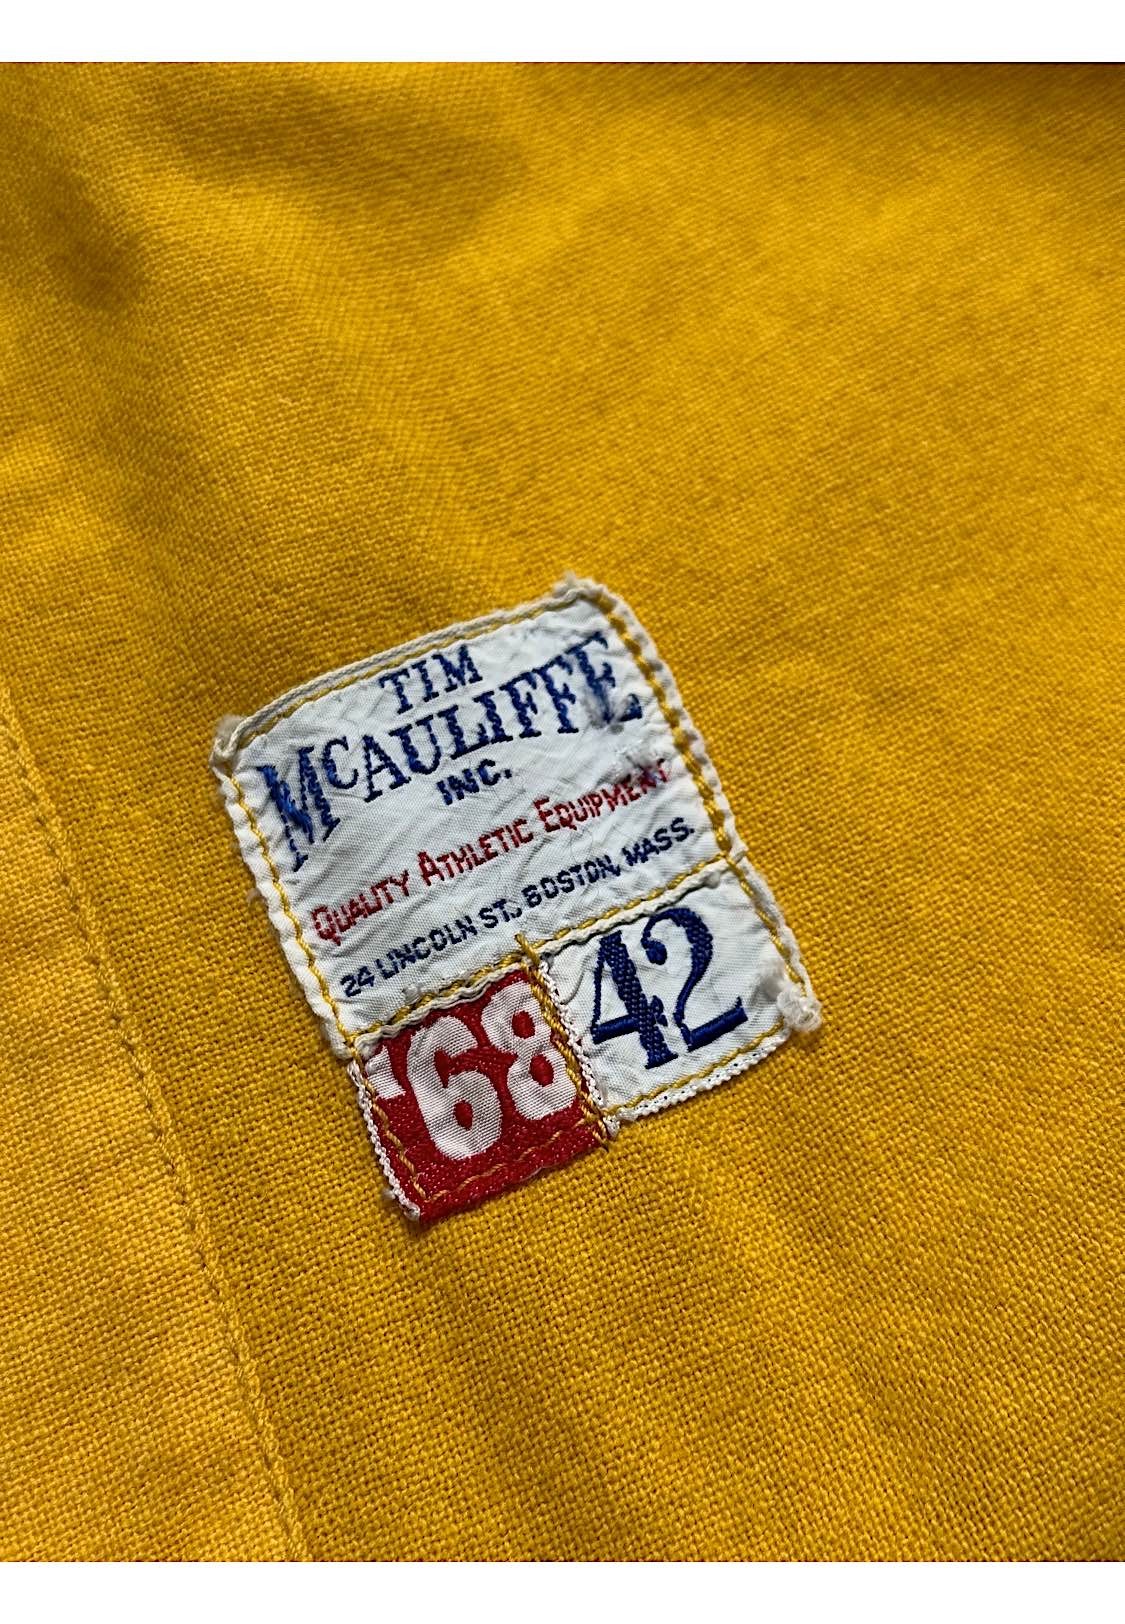 TIM
McAULIFFE
INC.
QUALITY ATHLETIC EQUIPMENT
24 LINCOLN ST., BOSTON, MASS.
'68 42